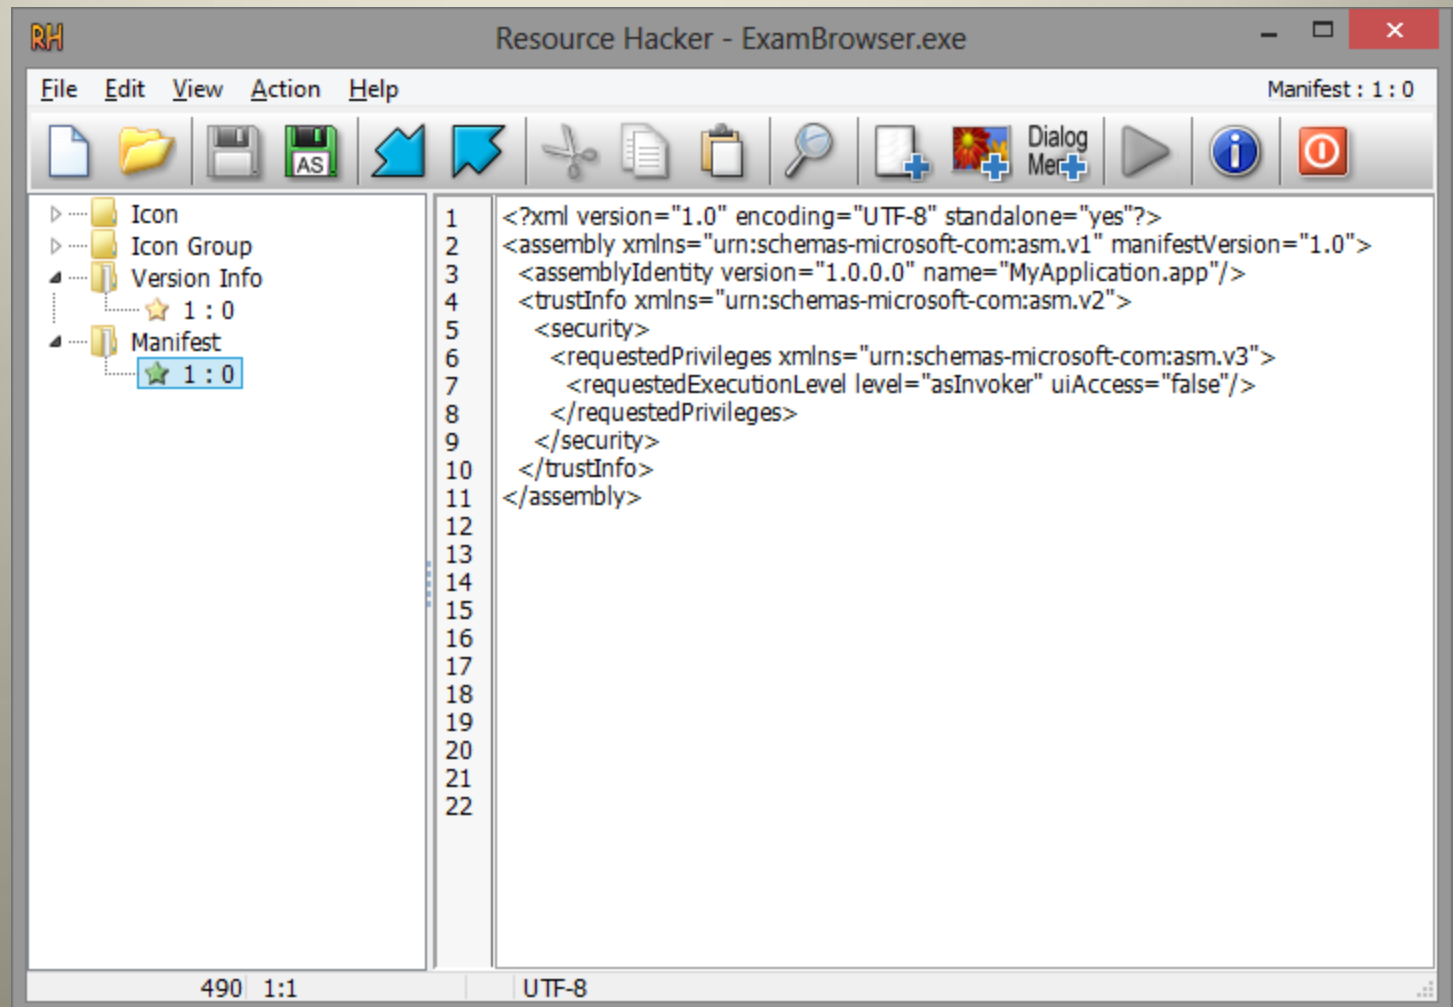 RH
Resource Hacker - ExamBrowser.exe
File Edit View Action Help
Manifest : 1 : 0
AS
Dialog
Men
Icon
Icon Group
Version Info
1 : 0
Manifest
1 : 0
1 <?xml version="1.0" encoding="UTF-8" standalone="yes"?>
2 <assembly xmlns="urn:schemas-microsoft-com:asm.v1" manifestVersion="1.0">
3 <assemblyIdentity version="1.0.0.0" name="MyApplication.app"/>
4 <trustInfo xmlns="urn:schemas-microsoft-com:asm.v2">
5 <security>
6 <requestedPrivileges xmlns="urn:schemas-microsoft-com:asm.v3">
7 <requestedExecutionLevel level="asInvoker" uiAccess="false"/>
8 </requestedPrivileges>
9 </security>
10 </trustInfo>
11 </assembly>
12
13
14
15
16
17
18
19
20
21
22
490 1:1 UTF-8